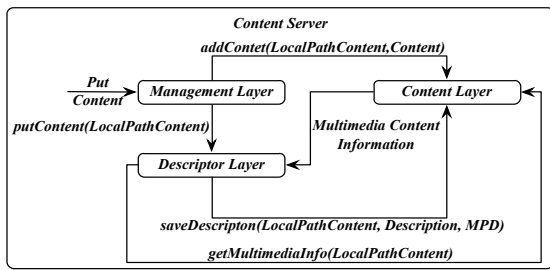 Content Server
addContet(LocalPathContent,Content)
Put
Content
Management Layer
Content Layer
putContent(LocalPathContent)
Multimedia Content
Information
Descriptor Layer
saveDescripton(LocalPathContent, Description, MPD)
getMultimediaInfo(LocalPathContent)